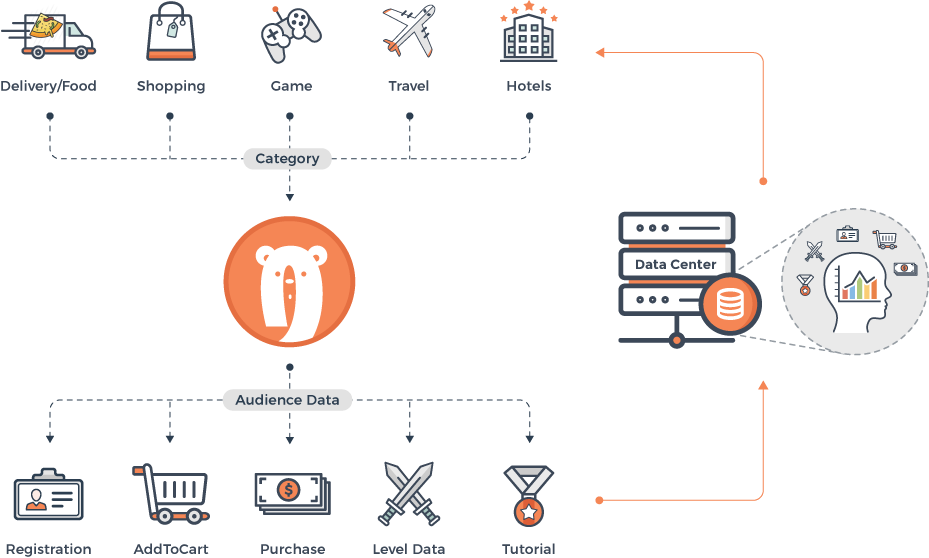 Delivery/Food
Shopping
Game
Travel
Hotels
Category
Data Center
Audience Data
$
Registration
AddToCart
Purchase
Level Data
Tutorial